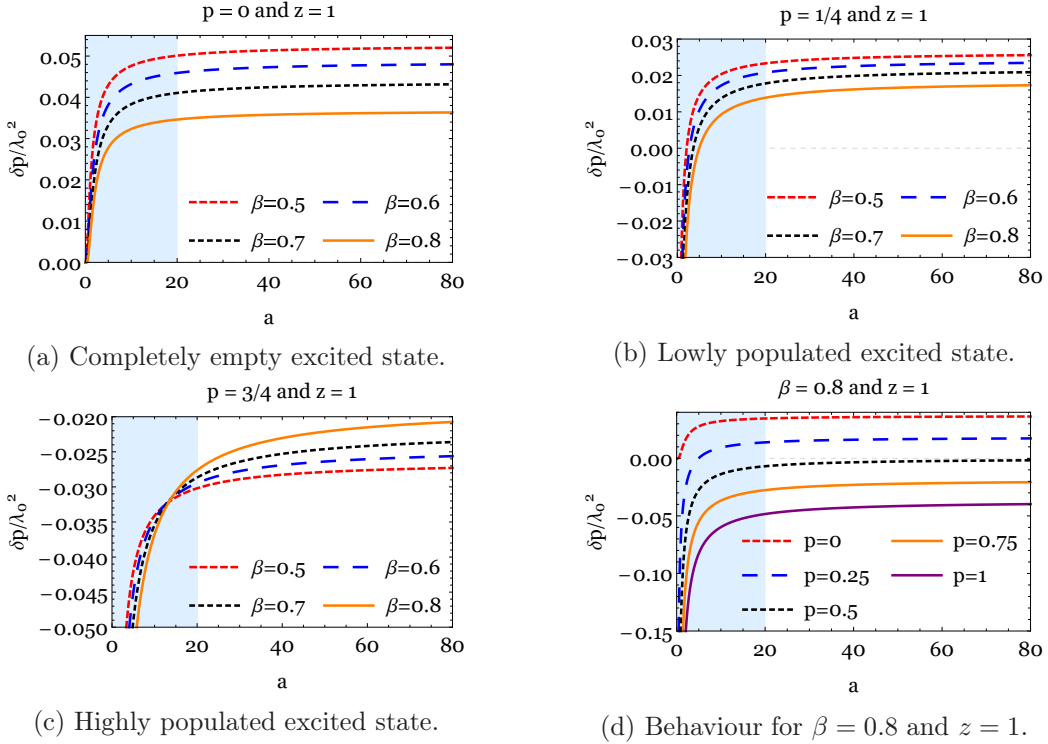 p = 0 and z = 1
δp/λ₀²
0.05
0.04
0.03
0.02
0.01
0.00
β=0.5
β=0.6
β=0.7
β=0.8
0
20
40
60
80
a
(a) Completely empty excited state.
p = 1/4 and z = 1
δp/λ₀²
0.03
0.02
0.01
0.00
−0.01
−0.02
−0.03
β=0.5
β=0.6
β=0.7
β=0.8
0
20
40
60
80
a
(b) Lowly populated excited state.
p = 3/4 and z = 1
δp/λ₀²
−0.020
−0.025
−0.030
−0.035
−0.040
−0.045
−0.050
β=0.5
β=0.6
β=0.7
β=0.8
0
20
40
60
80
a
(c) Highly populated excited state.
β = 0.8 and z = 1
δp/λ₀²
0.00
−0.05
−0.10
−0.15
p=0
p=0.75
p=0.25
p=1
p=0.5
0
20
40
60
80
a
(d) Behaviour for β = 0.8 and z = 1.